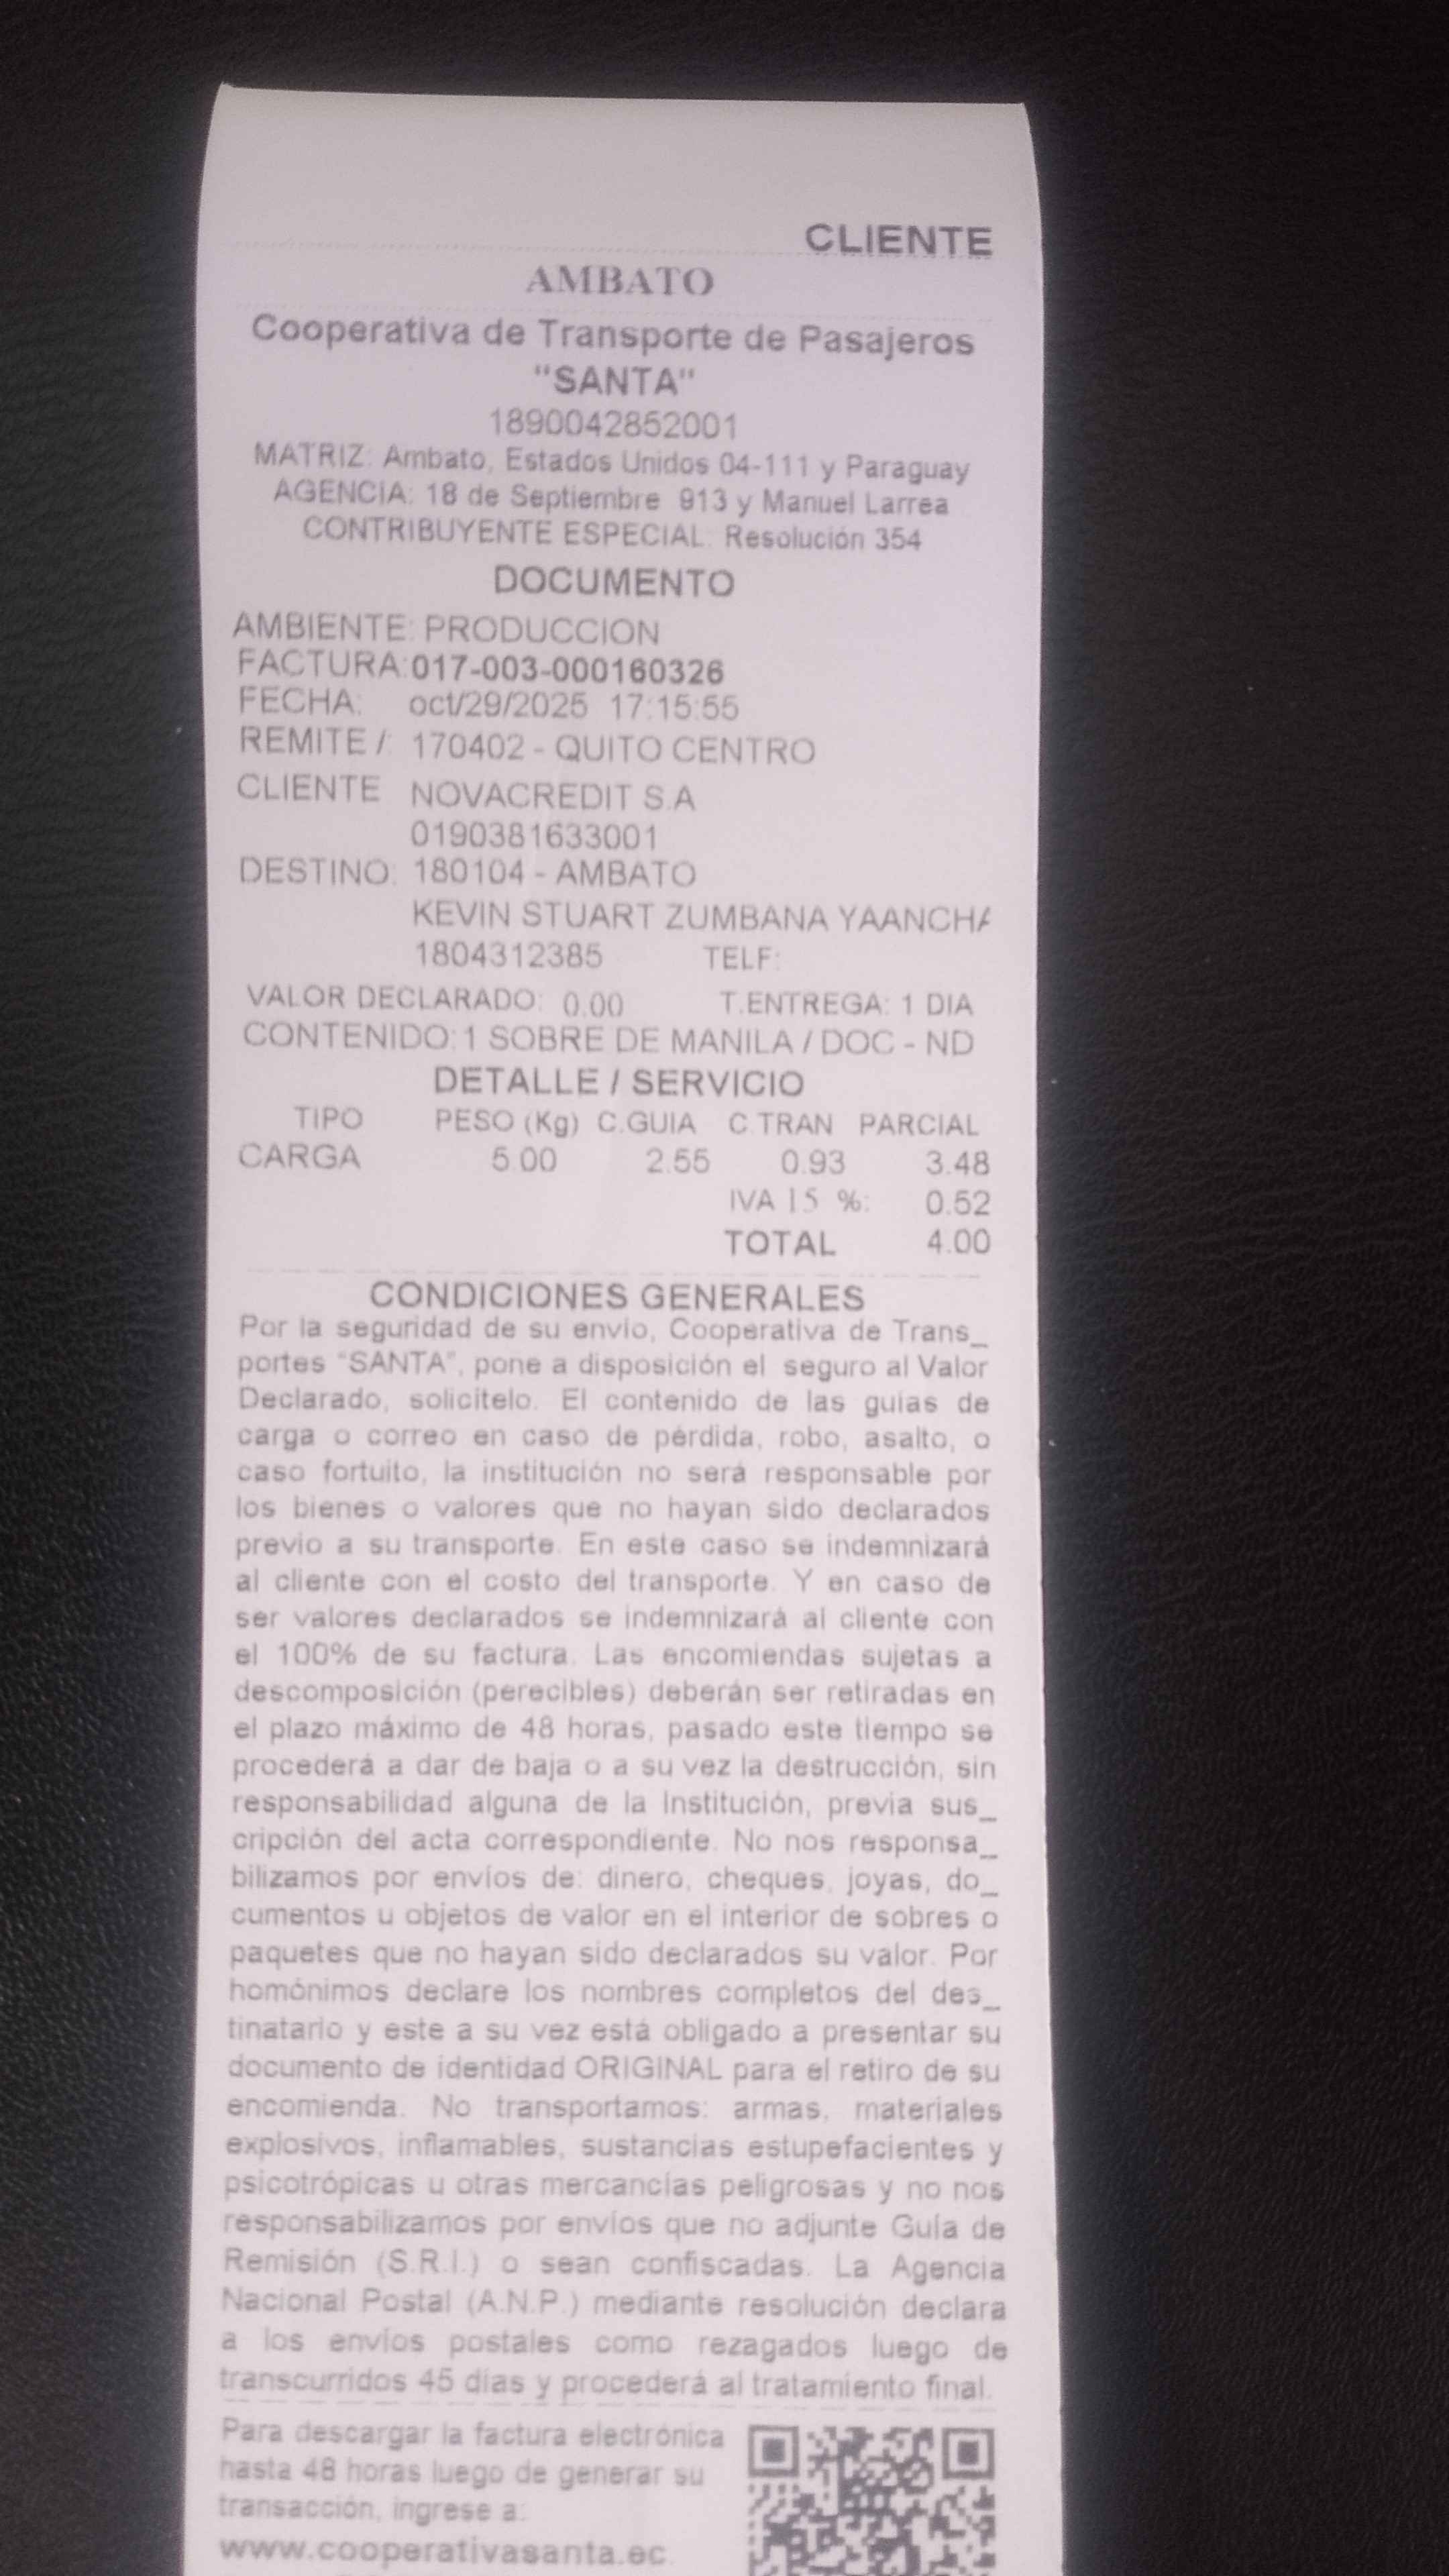 CLIENTE
AMBATO
Cooperativa de Transporte de Pasajeros
"SANTA"
1890042852001
MATRIZ: Ambato, Estados Unidos 04-111 y Paraguay
AGENCIA: 18 de Septiembre 913 y Manuel Larrea
CONTRIBUYENTE ESPECIAL: Resolución 354
DOCUMENTO
AMBIENTE: PRODUCCION
FACTURA:017-003-000160326
FECHA: oct/29/2025 17:15:55
REMITE /: 170402 - QUITO CENTRO
CLIENTE NOVACREDIT S.A
0190381633001
DESTINO: 180104 - AMBATO
KEVIN STUART ZUMBANA YAANCHA
1804312385 TELF:
VALOR DECLARADO: 0.00 T.ENTREGA: 1 DIA
CONTENIDO:1 SOBRE DE MANILA / DOC - ND
DETALLE / SERVICIO
TIPO PESO (Kg) C.GUIA C.TRAN PARCIAL
CARGA 5.00 2.55 0.93 3.48
IVA 15 %: 0.52
TOTAL 4.00
CONDICIONES GENERALES
Por la seguridad de su envío, Cooperativa de Trans_
portes "SANTA", pone a disposición el seguro al Valor
Declarado, solicítelo. El contenido de las guias de
carga o correo en caso de pérdida, robo, asalto, o
caso fortuito, la institución no será responsable por
los bienes o valores que no hayan sido declarados
previo a su transporte. En este caso se indemnizará
al cliente con el costo del transporte. Y en caso de
ser valores declarados se indemnizará al cliente con
el 100% de su factura. Las encomiendas sujetas a
descomposición (perecibles) deberán ser retiradas en
el plazo máximo de 48 horas, pasado este tiempo se
procederá a dar de baja o a su vez la destrucción, sin
responsabilidad alguna de la Institución, previa sus_
cripción del acta correspondiente. No nos responsa_
bilizamos por envíos de: dinero, cheques, joyas, do_
cumentos u objetos de valor en el interior de sobres o
paquetes que no hayan sido declarados su valor. Por
homónimos declare los nombres completos del des_
tinatario y este a su vez está obligado a presentar su
documento de identidad ORIGINAL para el retiro de su
encomienda. No transportamos: armas, materiales
explosivos, inflamables, sustancias estupefacientes y
psicotrópicas u otras mercancías peligrosas y no nos
responsabilizamos por envíos que no adjunte Guía de
Remisión (S.R.I.) o sean confiscadas. La Agencia
Nacional Postal (A.N.P.) mediante resolución declara
a los envíos postales como rezagados luego de
transcurridos 45 días y procederá al tratamiento final.
Para descargar la factura electrónica
hasta 48 horas luego de generar su
transacción, ingrese a:
www.cooperativasanta.ec